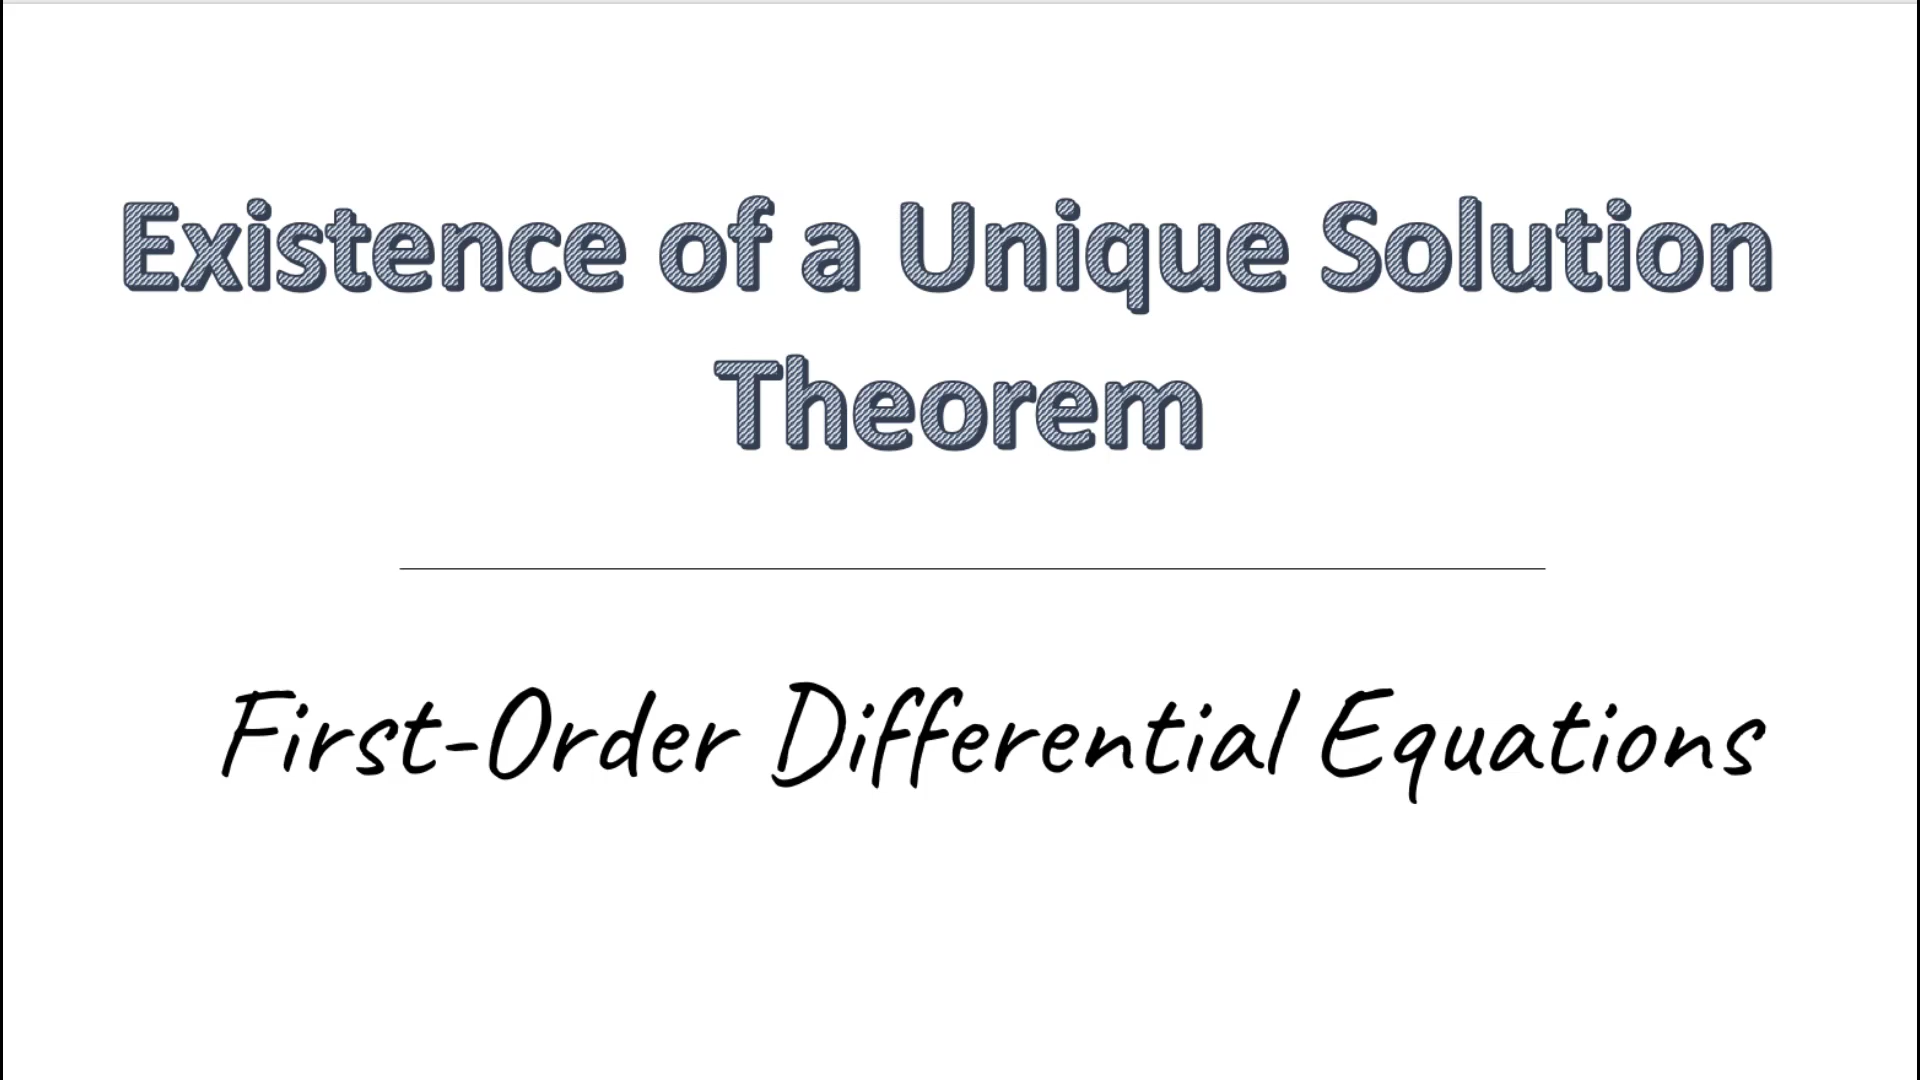 Existence of a Unique Solution
Theorem
First-Order Differential Equations